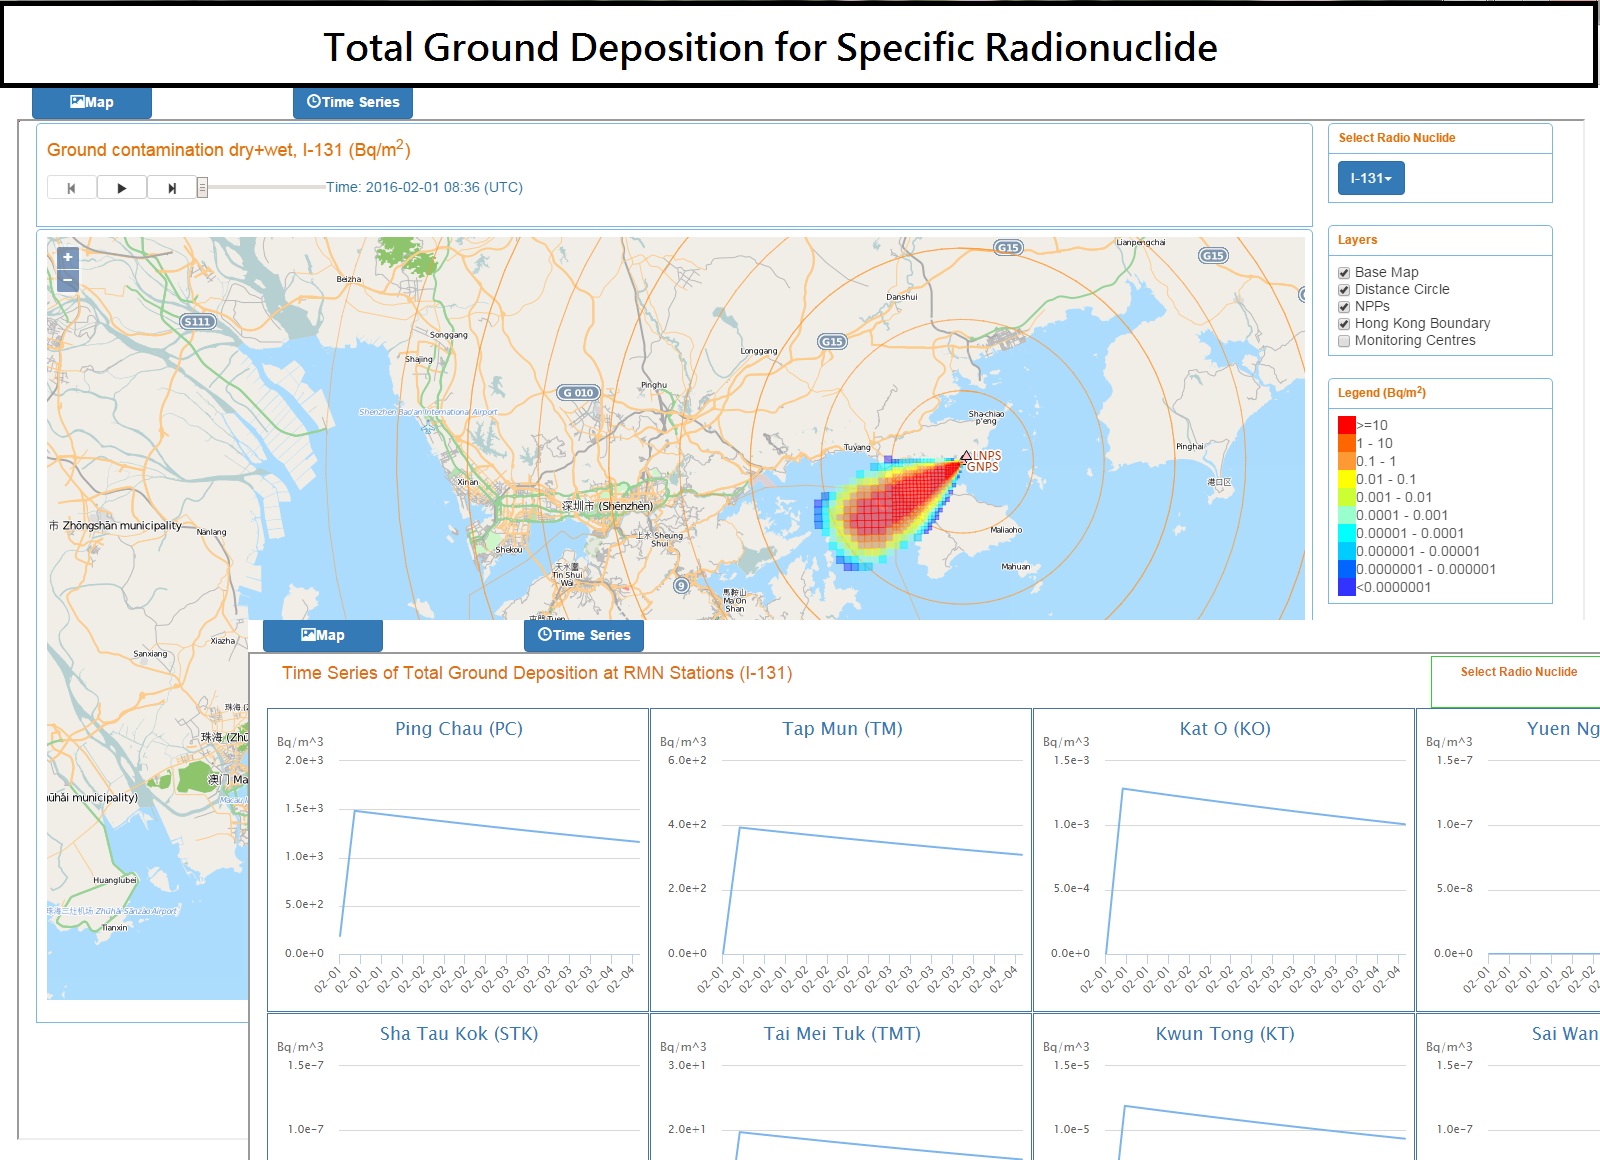 Total Ground Deposition for Specific Radionuclide
Map
Time Series
Ground contamination dry+wet, I-131 (Bq/m2)
Time: 2016-02-01 08:36 (UTC)
Select Radio Nuclide
I-131
Layers
Base Map
Distance Circle
NPPs
Hong Kong Boundary
Monitoring Centres
Legend (Bq/m2)
>=10
1 - 10
0.1 - 1
0.01 - 0.1
0.001 - 0.01
0.0001 - 0.001
0.00001 - 0.0001
0.000001 - 0.00001
0.0000001 - 0.000001
<0.0000001
+
−
Lianpengchai
G15
G15
Beizha
Danshui
S111
Songgang
G15
Longgang
Shajing
Pinghu
G 010
Shenzhen Bao'an International Airport
Sha-chiao
p'eng
Tuyang
Pinghai
LNPS
GNPS
Xinan
港口区
深圳市 (Shēnzhèn)
市 Zhōngshān municipality
Nanlang
Maliaoho
上水 Sheung
Shui
Shekou
天水圍
Tin Shui
Wai
Mahuan
9
馬鞍山
Ma On
Shan
Xiazha
Sanxiang
珠海 (Zhu
澳门 Ma
Macau I
ūhǎi municipality)
Huanglubei
珠海三灶机场 Zhūhǎi Sānzào Airport
Tianxin
Map
Time Series
Time Series of Total Ground Deposition at RMN Stations (I-131)
Select Radio Nuclide
Ping Chau (PC)
Bq/m^3
2.0e+3
1.5e+3
1.0e+3
5.0e+2
0.0e+0
02-01 02-01 02-01 02-01 02-02 02-02 02-02 02-02 02-03 02-03 02-03 02-03 02-04 02-04
Tap Mun (TM)
Bq/m^3
6.0e+2
4.0e+2
2.0e+2
0.0e+0
02-01 02-01 02-01 02-01 02-02 02-02 02-02 02-02 02-03 02-03 02-03 02-03 02-04 02-04
Kat O (KO)
Bq/m^3
1.5e-3
1.0e-3
5.0e-4
0.0e+0
02-01 02-01 02-01 02-01 02-02 02-02 02-02 02-02 02-03 02-03 02-03 02-03 02-04 02-04
Yuen Ng
Bq/m^3
1.5e-7
1.0e-7
5.0e-8
0.0e+0
02-01 02-01 02-01 02-01 02-02 02-02
Sha Tau Kok (STK)
Bq/m^3
1.5e-7
1.0e-7
Tai Mei Tuk (TMT)
Bq/m^3
3.0e+1
2.0e+1
Kwun Tong (KT)
Bq/m^3
1.5e-5
1.0e-5
Sai Wan
Bq/m^3
1.5e-7
1.0e-7